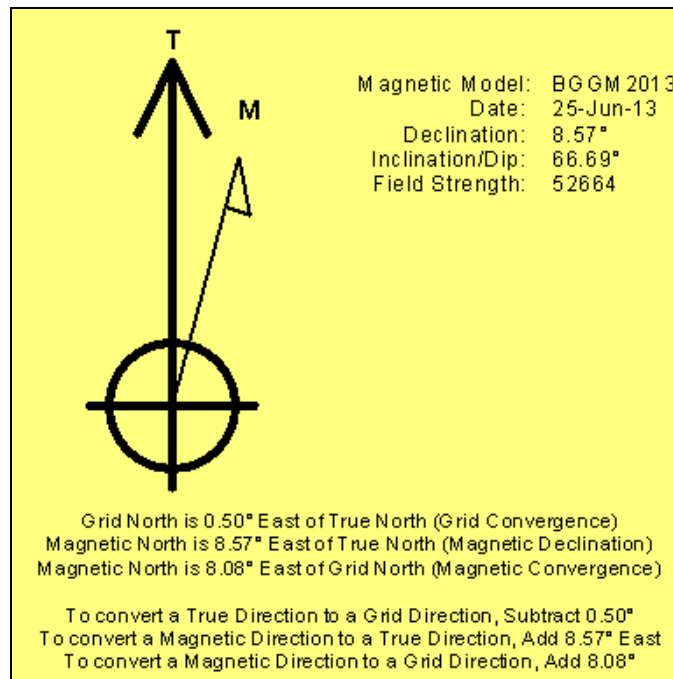 T
M
Magnetic Model: BGGM 2013
Date: 25-Jun-13
Declination: 8.57°
Inclination/Dip: 66.69°
Field Strength: 52664
Grid North is 0.50° East of True North (Grid Convergence)
Magnetic North is 8.57° East of True North (Magnetic Declination)
Magnetic North is 8.08° East of Grid North (Magnetic Convergence)
To convert a True Direction to a Grid Direction, Subtract 0.50°
To convert a Magnetic Direction to a True Direction, Add 8.57° East
To convert a Magnetic Direction to a Grid Direction, Add 8.08°